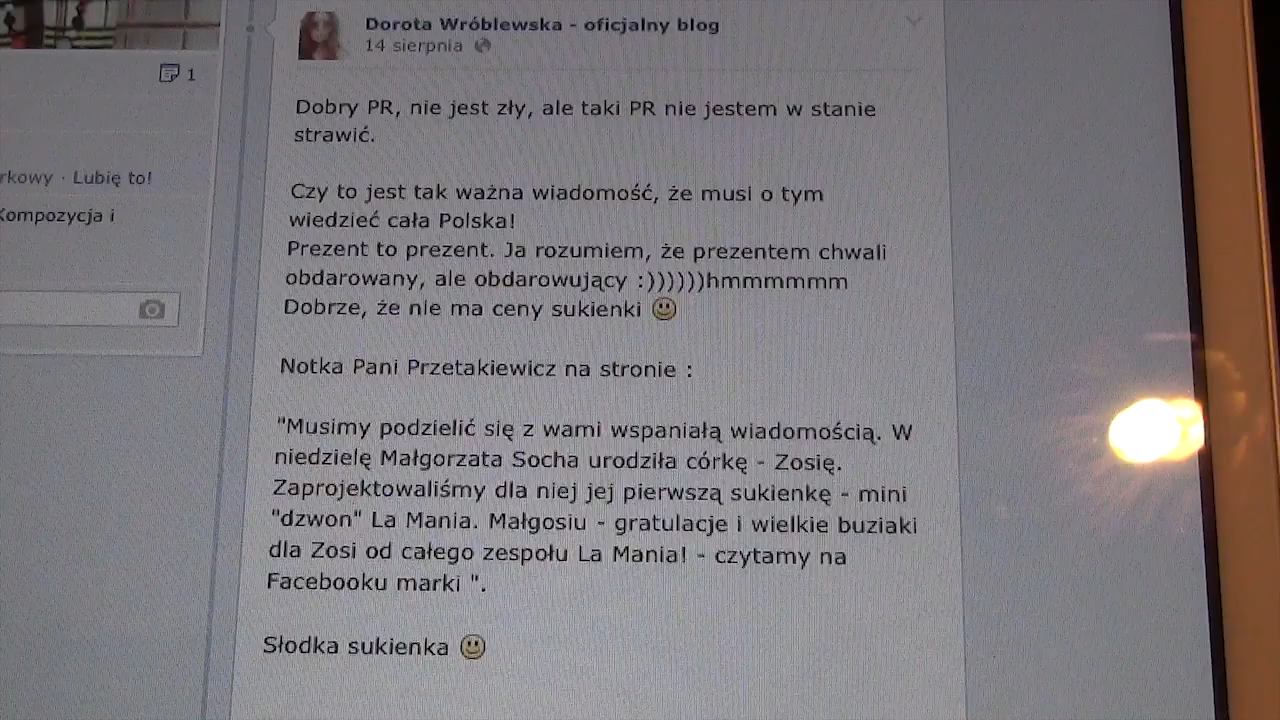 1
rkowy · Lubię to!
Kompozycja i
Dorota Wróblewska - oficjalny blog
14 sierpnia
Dobry PR, nie jest zły, ale taki PR nie jestem w stanie
strawić.
Czy to jest tak ważna wiadomość, że musi o tym
wiedzieć cała Polska!
Prezent to prezent. Ja rozumiem, że prezentem chwali
obdarowany, ale obdarowujący :))))))hmmmmmm
Dobrze, że nie ma ceny sukienki
Notka Pani Przetakiewicz na stronie :
"Musimy podzielić się z wami wspaniałą wiadomością. W
niedzielę Małgorzata Socha urodziła córkę - Zosię.
Zaprojektowaliśmy dla niej jej pierwszą sukienkę - mini
"dzwon" La Mania. Małgosiu - gratulacje i wielkie buziaki
dla Zosi od całego zespołu La Mania! - czytamy na
Facebooku marki ".
Słodka sukienka